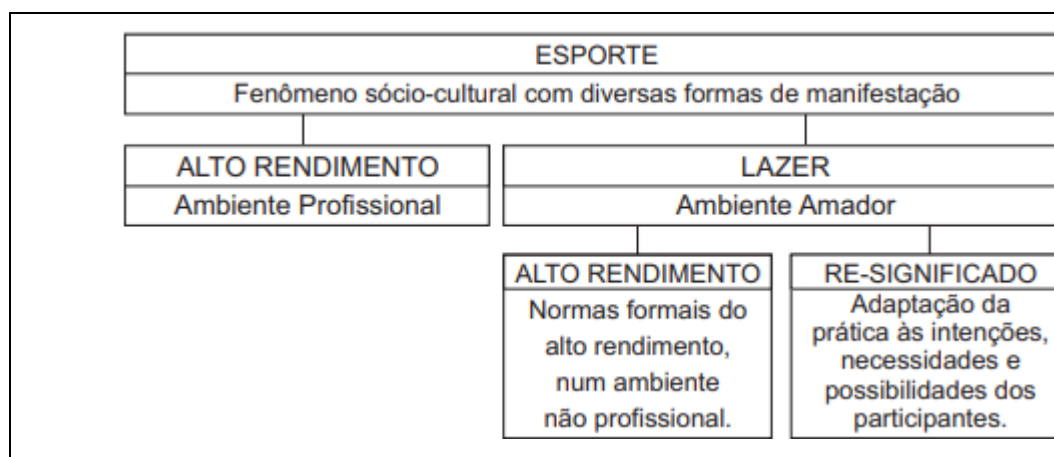 ESPORTE
Fenômeno sócio-cultural com diversas formas de manifestação
ALTO RENDIMENTO
Ambiente Profissional
LAZER
Ambiente Amador
ALTO RENDIMENTO
Normas formais do
alto rendimento,
num ambiente
não profissional.
RE-SIGNIFICADO
Adaptação da
prática às intenções,
necessidades e
possibilidades dos
participantes.